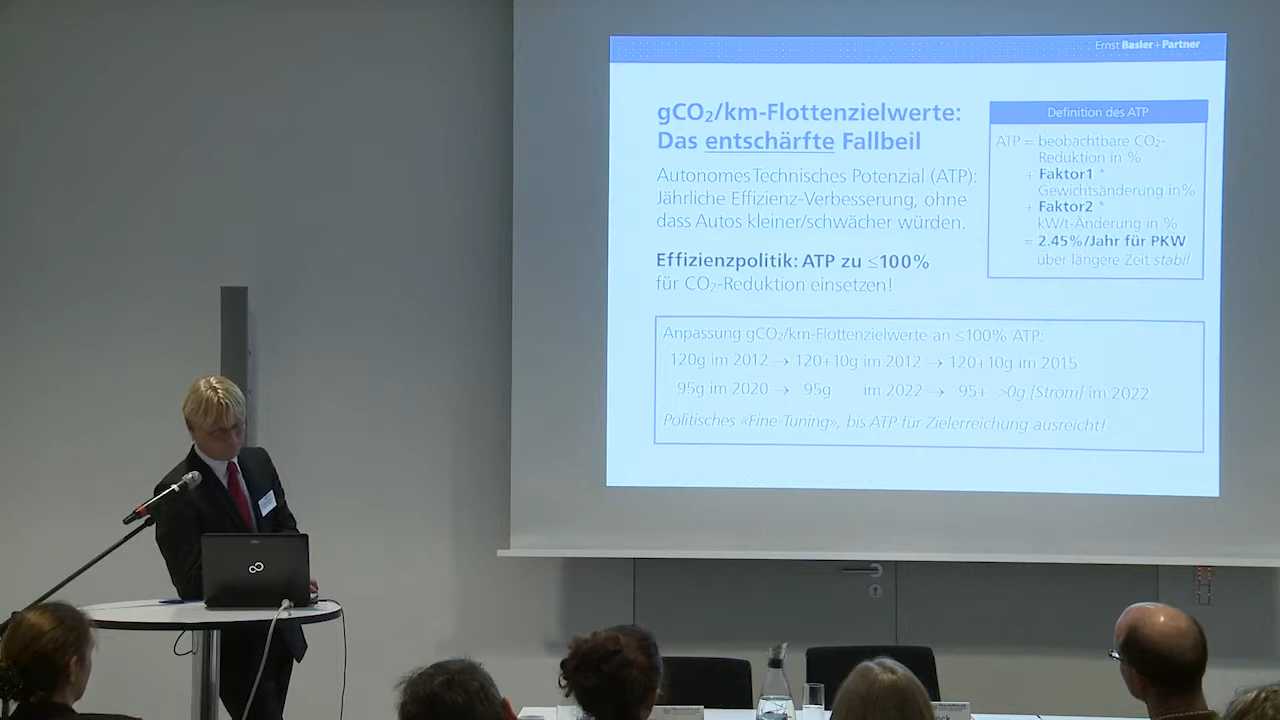 Ernst Basler + Partner
gCO₂/km-Flottenzielwerte:
Das entschärfte Fallbeil
Autonomes Technisches Potenzial (ATP):
Jährliche Effizienz-Verbesserung, ohne
dass Autos kleiner/schwächer würden.
Effizienzpolitik: ATP zu ≤100%
für CO₂-Reduktion einsetzen!
Definition des ATP
ATP = beobachtbare CO₂-
Reduktion in %
+ Faktor1 *
Gewichtsänderung in%
+ Faktor2 *
kW/t-Änderung in %
= 2.45%/Jahr für PKW
über längere Zeit stabil
Anpassung gCO₂/km-Flottenzielwerte an ≤100% ATP:
120g im 2012 → 120+10g im 2012 → 120+10g im 2015
95g im 2020 → 95g im 2022 → 95+ >0g [Strom] im 2022
Politisches «Fine-Tuning», bis ATP für Zielerreichung ausreicht!